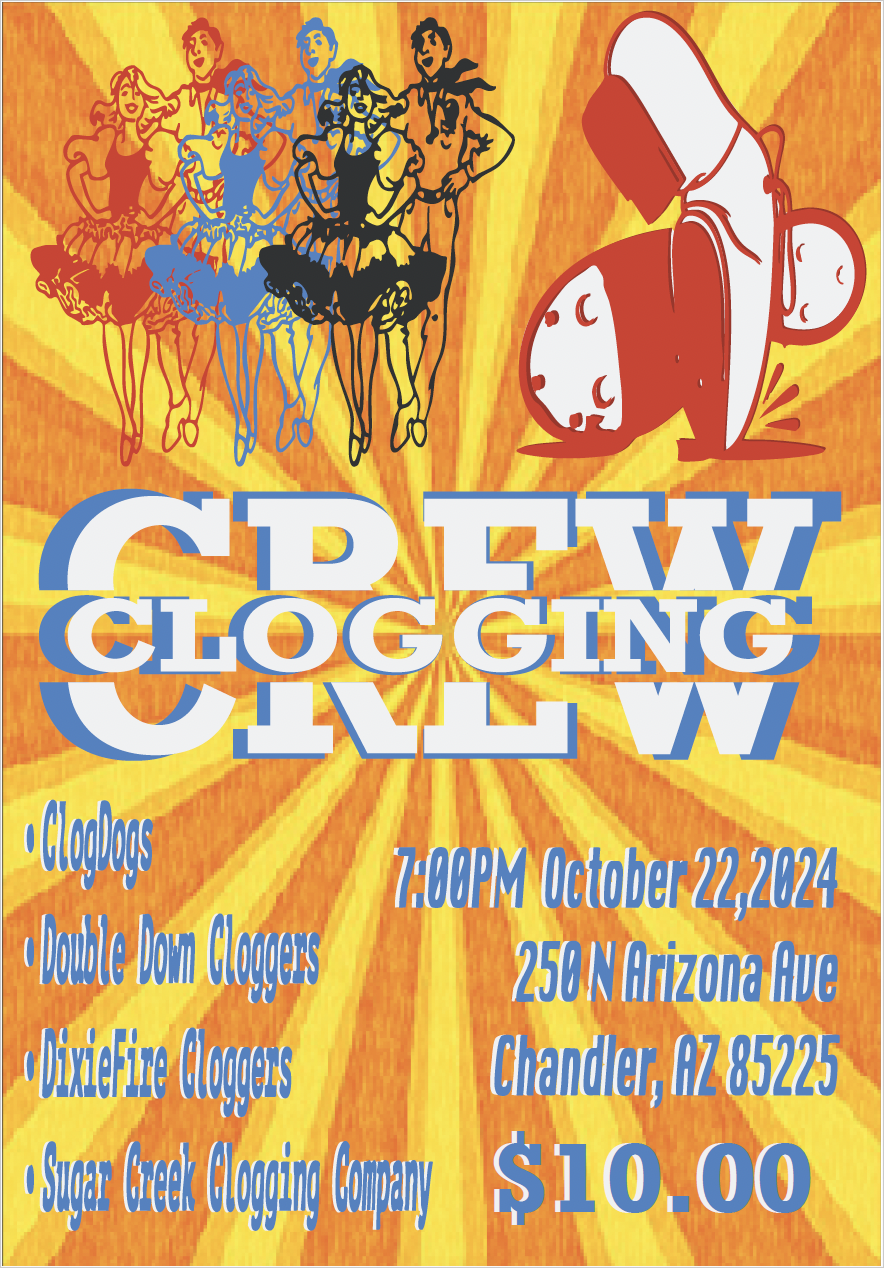 CREW
CLOGGING
• ClogDogs
• Double Down Cloggers
• DixieFire Cloggers
• Sugar Creek Clogging Company
7:00PM October 22,2024
250 N Arizona Ave
Chandler, AZ 85225
$10.00